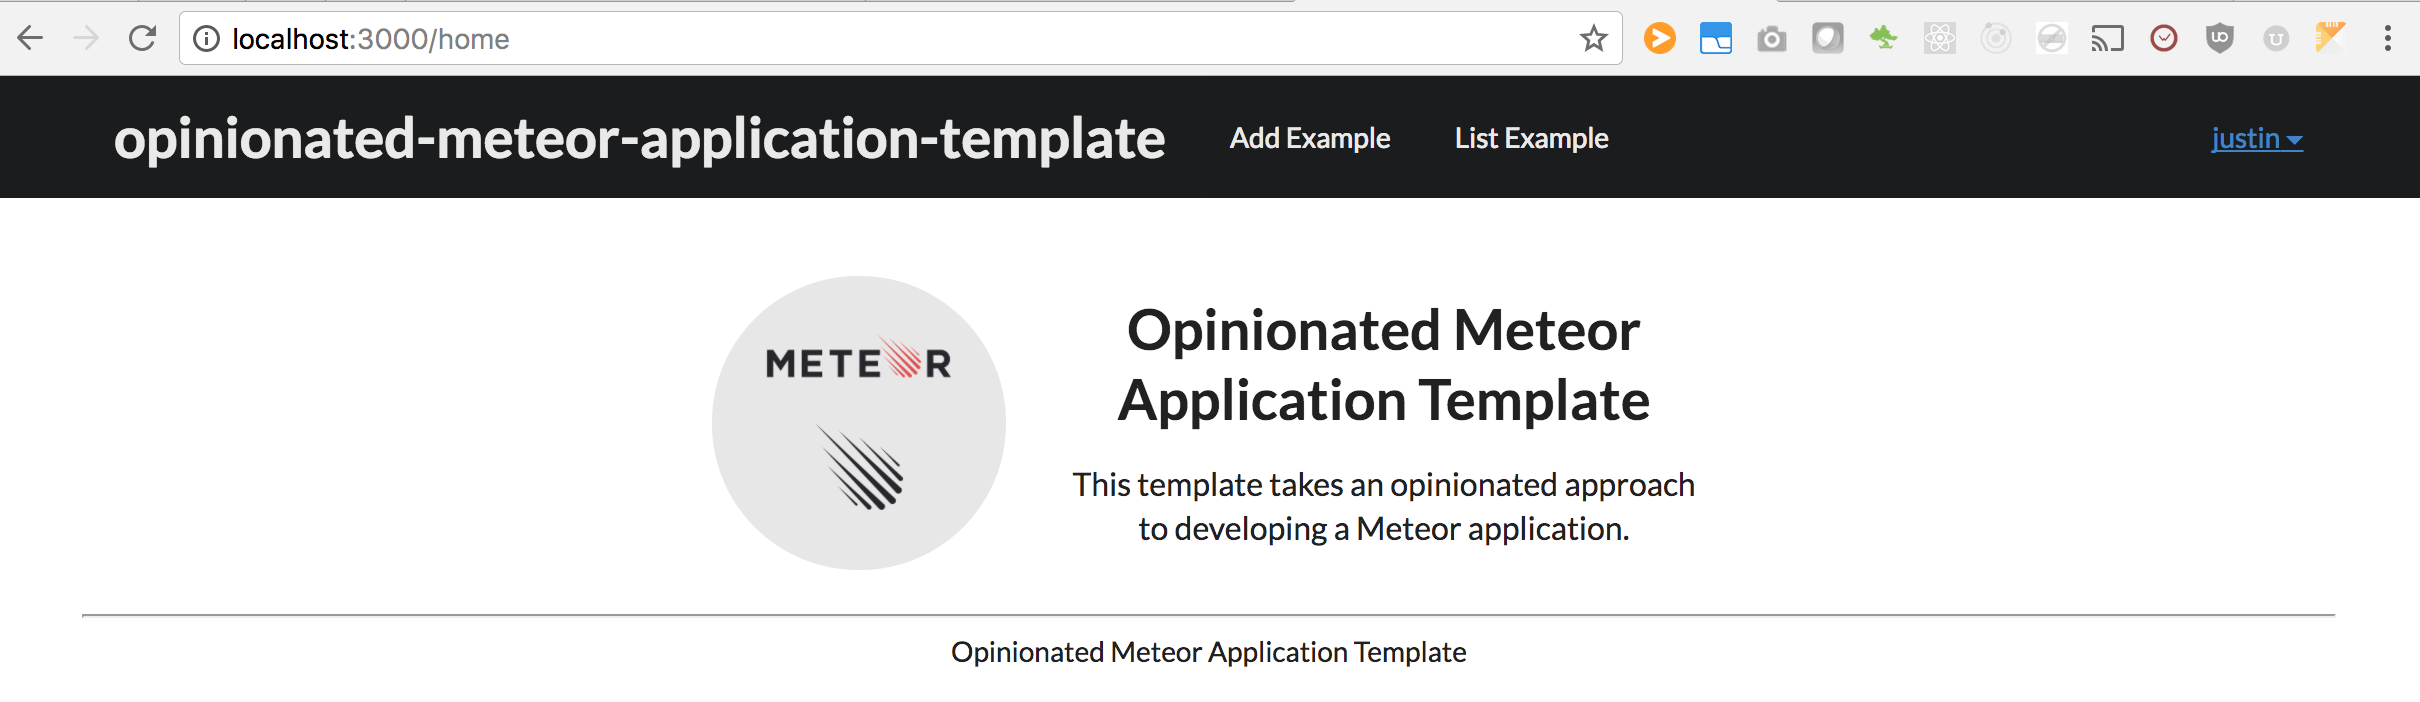 localhost:3000/home
opinionated-meteor-application-template Add Example List Example justin
METEOR
Opinionated Meteor
Application Template
This template takes an opinionated approach
to developing a Meteor application.
Opinionated Meteor Application Template